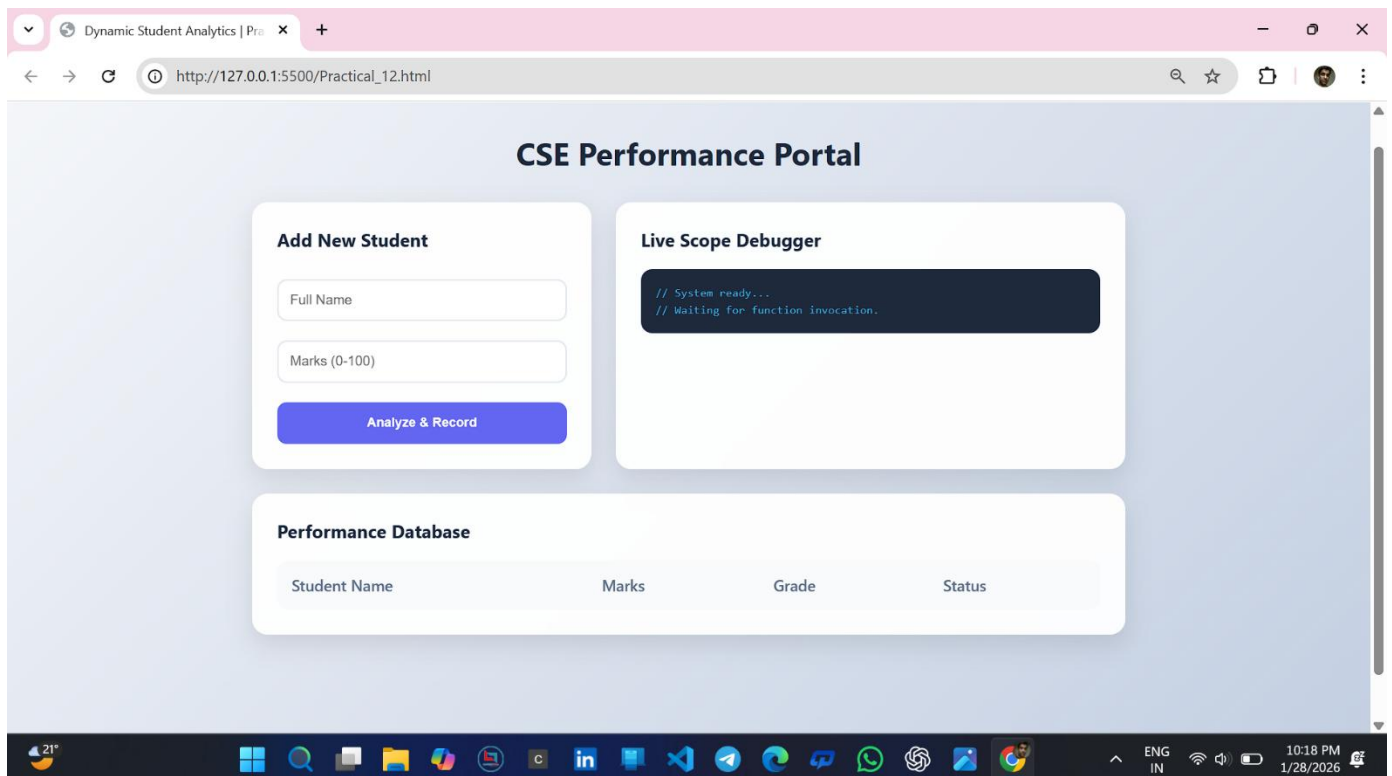 Dynamic Student Analytics | Pra
http://127.0.0.1:5500/Practical_12.html
CSE Performance Portal
Add New Student
Full Name
Marks (0-100)
Analyze & Record
Live Scope Debugger
// System ready...
// Waiting for function invocation.
Performance Database
Student Name Marks Grade Status
21°
C
in
ENG
IN
10:18 PM
1/28/2026